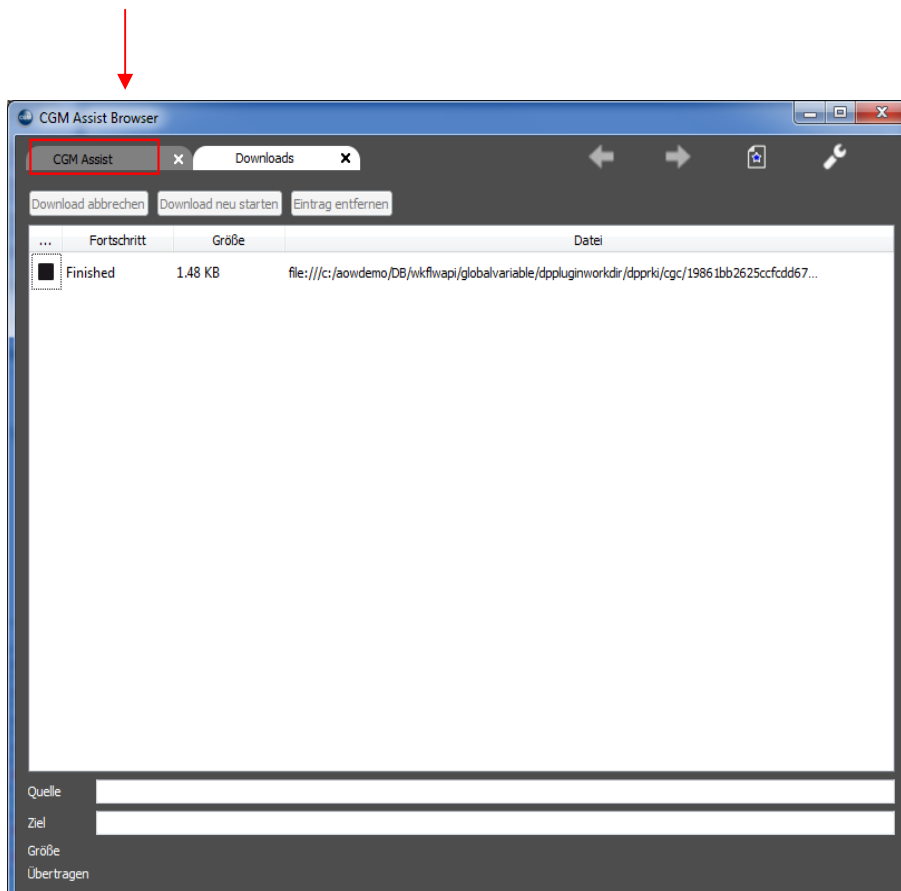 CGM Assist Browser
CGM Assist Downloads
Download abbrechen Download neu starten Eintrag entfernen
... Fortschritt Größe Datei
Finished 1.48 KB file:///c:/aowdemo/DB/wkflwapi/globalvariable/dppluginworkdir/dpprki/cgc/19861bb2625ccfcdd67...
Quelle
Ziel
Größe
Übertragen